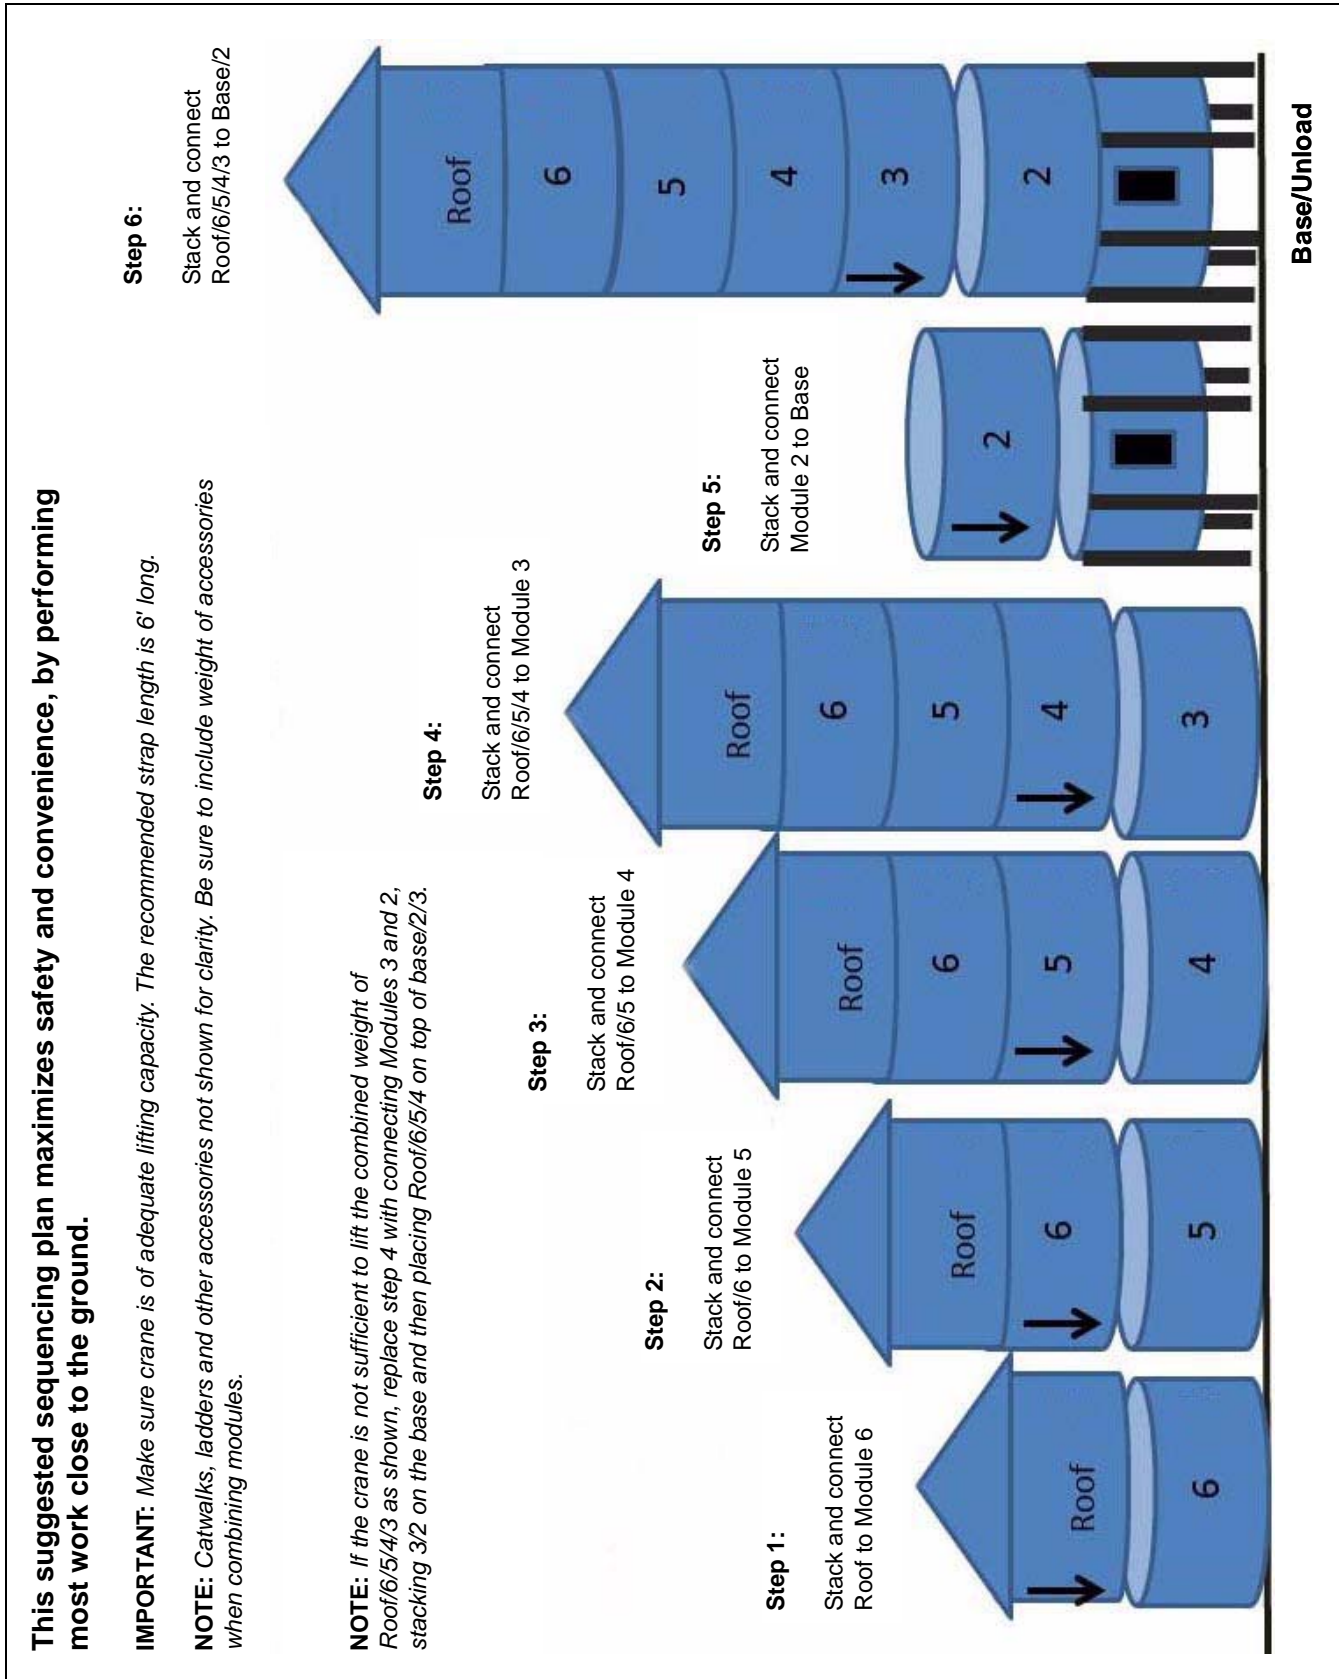 This suggested sequencing plan maximizes safety and convenience, by performing
most work close to the ground.
IMPORTANT: Make sure crane is of adequate lifting capacity. The recommended strap length is 6' long.
NOTE: Catwalks, ladders and other accessories not shown for clarity. Be sure to include weight of accessories
when combining modules.
NOTE: If the crane is not sufficient to lift the combined weight of
Roof/6/5/4/3 as shown, replace step 4 with connecting Modules 3 and 2,
stacking 3/2 on the base and then placing Roof/6/5/4 on top of base/2/3.
Step 1:
Stack and connect
Roof to Module 6
Roof
6
Step 2:
Stack and connect
Roof/6 to Module 5
Roof
6
5
Step 3:
Stack and connect
Roof/6/5 to Module 4
Roof
6
5
4
Step 4:
Stack and connect
Roof/6/5/4 to Module 3
Roof
6
5
4
3
Step 5:
Stack and connect
Module 2 to Base
2
Step 6:
Stack and connect
Roof/6/5/4/3 to Base/2
Roof
6
5
4
3
2
Base/Unload